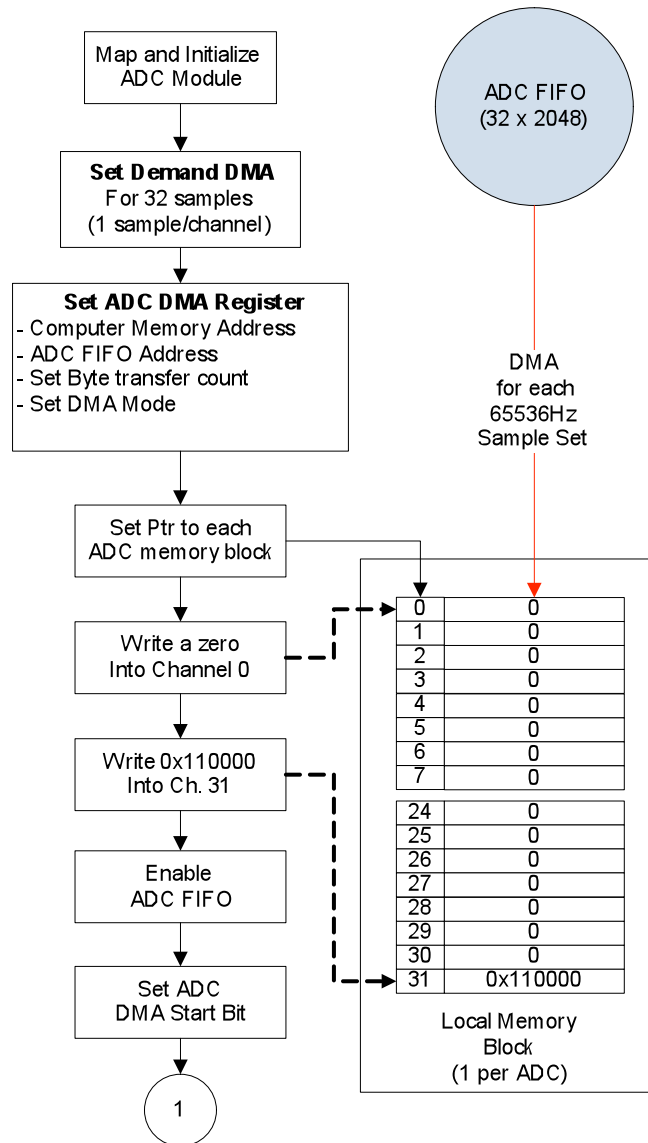 Map and Initialize
ADC Module
Set Demand DMA
For 32 samples
(1 sample/channel)
Set ADC DMA Register
- Computer Memory Address
- ADC FIFO Address
- Set Byte transfer count
- Set DMA Mode
Set Ptr to each
ADC memory block
Write a zero
Into Channel 0
Write 0x110000
Into Ch. 31
Enable
ADC FIFO
Set ADC
DMA Start Bit
1
ADC FIFO
(32 x 2048)
DMA
for each
65536Hz
Sample Set
0 0
1 0
2 0
3 0
4 0
5 0
6 0
7 0
24 0
25 0
26 0
27 0
28 0
29 0
30 0
31 0x110000
Local Memory
Block
(1 per ADC)